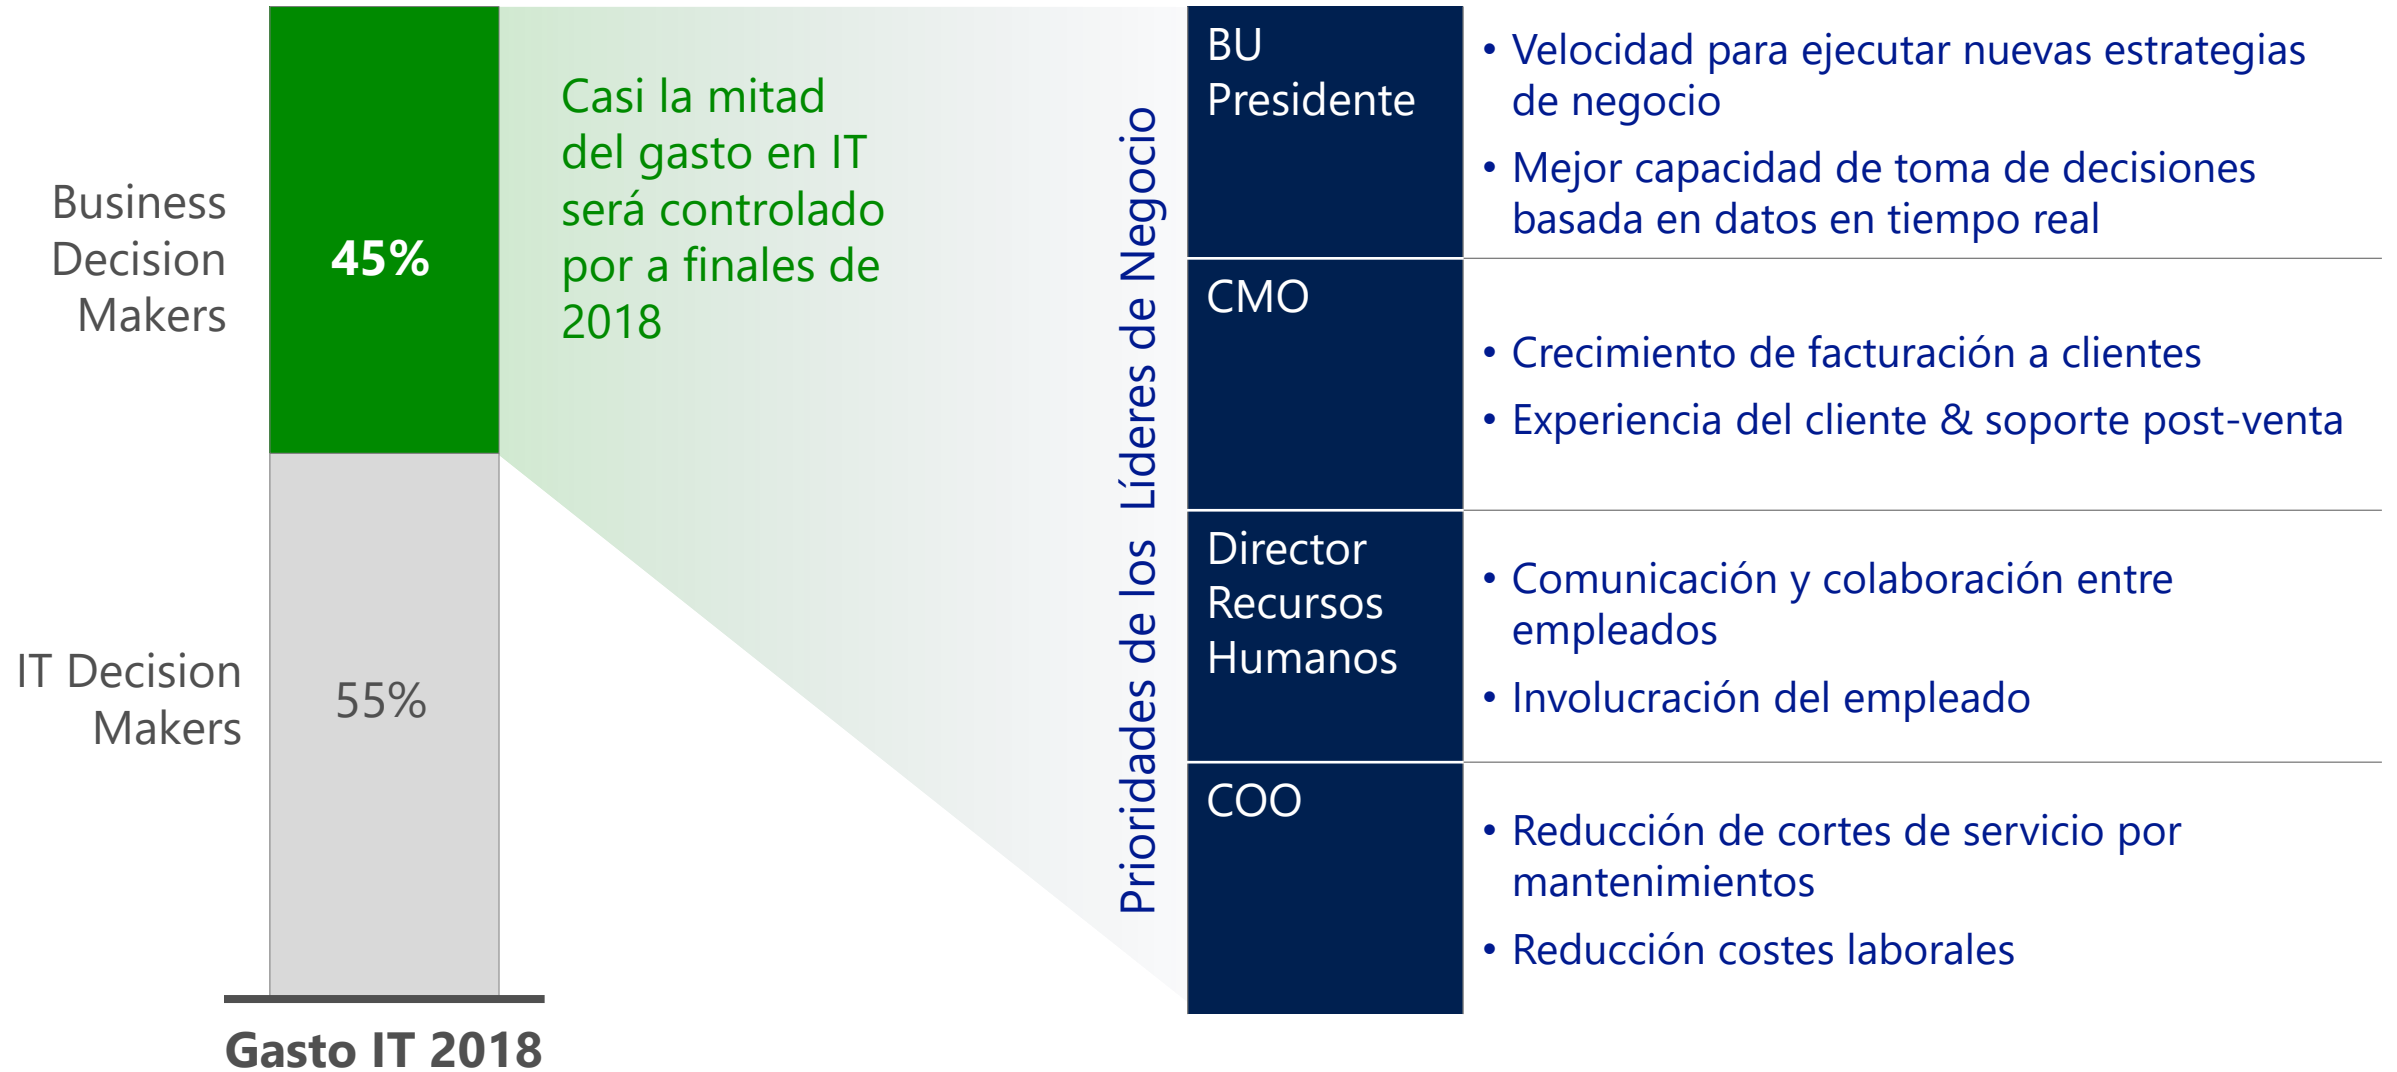 Business
Decision
Makers
45%
IT Decision
Makers
55%
Gasto IT 2018
Casi la mitad
del gasto en IT
será controlado
por a finales de
2018
Prioridades de los Líderes de Negocio
BU
Presidente
• Velocidad para ejecutar nuevas estrategias
de negocio
• Mejor capacidad de toma de decisiones
basada en datos en tiempo real
CMO
• Crecimiento de facturación a clientes
• Experiencia del cliente & soporte post-venta
Director
Recursos
Humanos
• Comunicación y colaboración entre
empleados
• Involucración del empleado
COO
• Reducción de cortes de servicio por
mantenimientos
• Reducción costes laborales